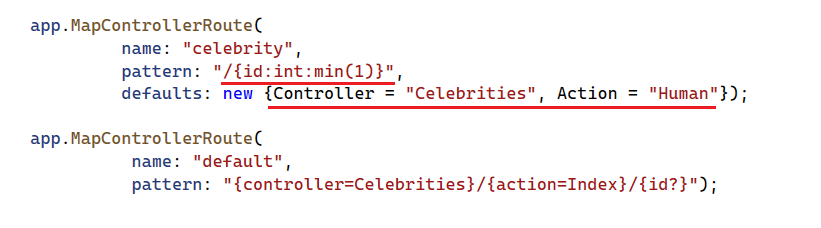 app.MapControllerRoute(
name: "celebrity",
pattern: "/{id:int:min(1)}",
defaults: new {Controller = "Celebrities", Action = "Human"});
app.MapControllerRoute(
name: "default",
pattern: "{controller=Celebrities}/{action=Index}/{id?}");